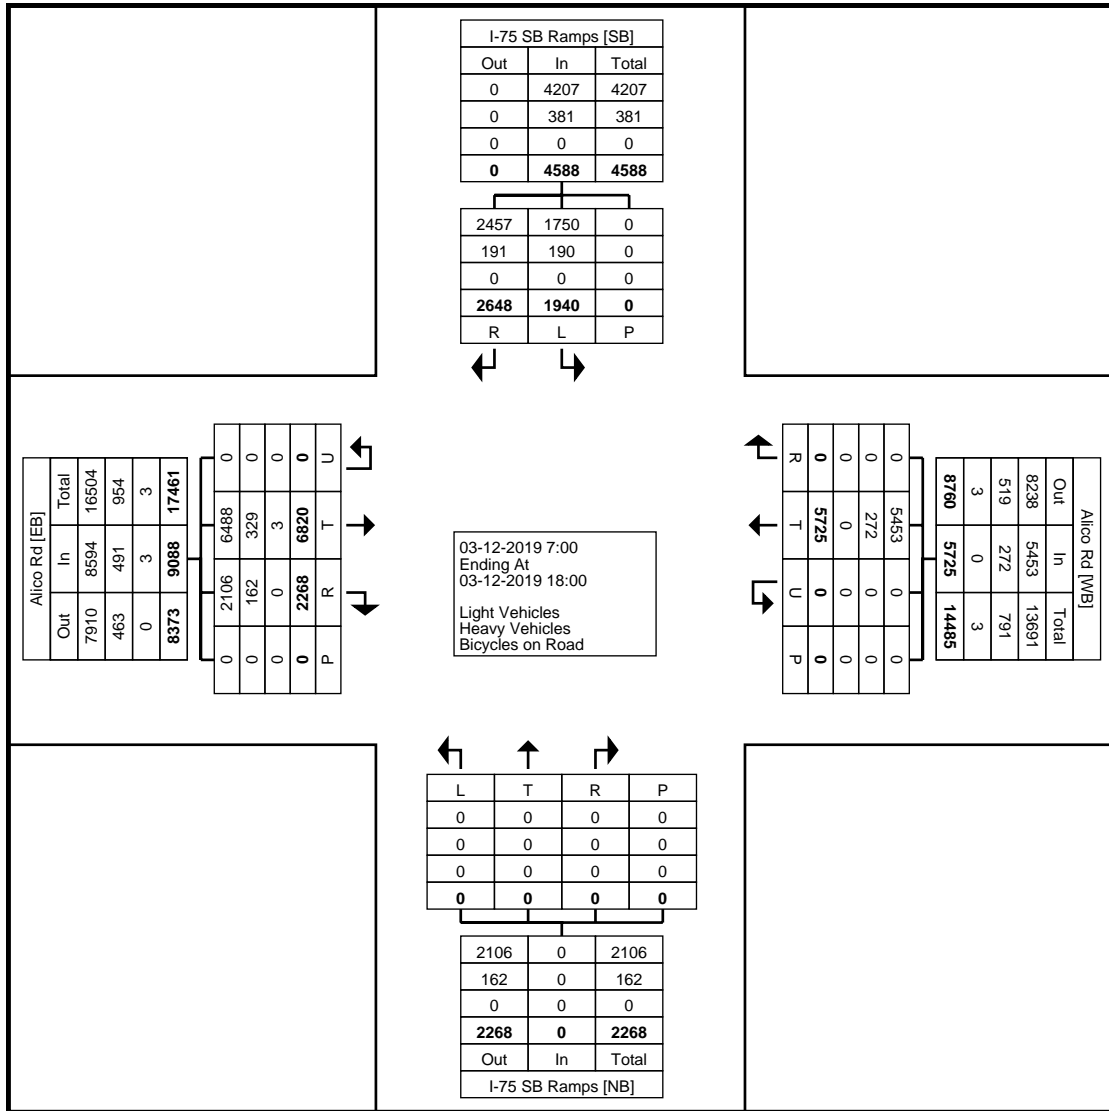 I-75 SB Ramps [SB]
Out In Total
0 4207 4207
0 381 381
0 0 0
0 4588 4588
2457 1750 0
191 190 0
0 0 0
2648 1940 0
R L P
Alico Rd [EB]
Total 16504 954 3 17461
In 8594 491 3 9088
Out 7910 463 0 8373
0 0 0 0 U
6488 329 3 6820 T
2106 162 0 2268 R
0 0 0 0 P
03-12-2019 7:00
Ending At
03-12-2019 18:00
Light Vehicles
Heavy Vehicles
Bicycles on Road
R 0 0 0 0
T 5725 0 272 5453
U 0 0 0 0
P 0 0 0 0
Alico Rd [WB]
Out In Total
8238 5453 13691
519 272 791
3 0 3
8760 5725 14485
L T R P
0 0 0 0
0 0 0 0
0 0 0 0
0 0 0 0
2106 0 2106
162 0 162
0 0 0
2268 0 2268
Out In Total
I-75 SB Ramps [NB]